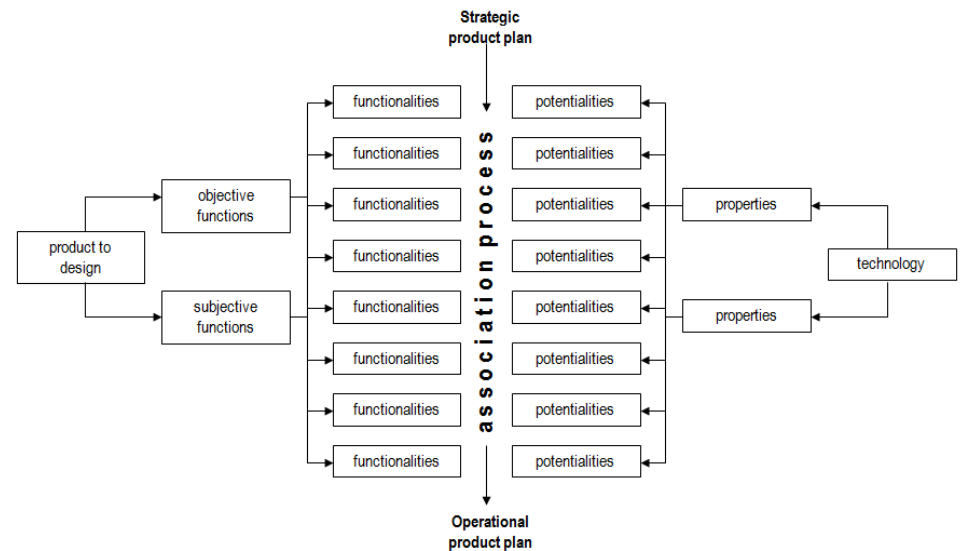 Strategic
product plan
functionalities
potentialities
functionalities
potentialities
objective
functions
functionalities
potentialities
properties
product to
design
functionalities
association process
potentialities
technology
subjective
functions
functionalities
potentialities
properties
functionalities
potentialities
functionalities
potentialities
functionalities
potentialities
Operational
product plan